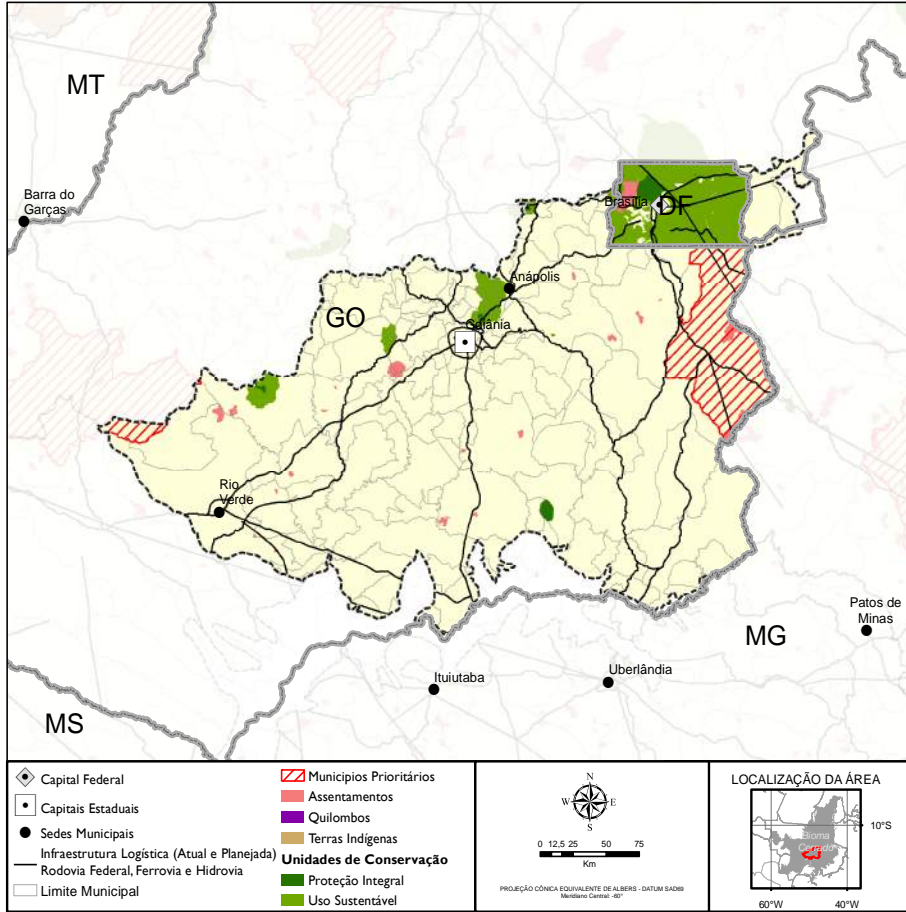 MT
Barra do
Garças
Brasília
DF
Anápolis
GO
Goiânia
Rio
Verde
Patos de
Minas
MG
Ituiutaba
Uberlândia
MS
Capital Federal
Capitais Estaduais
Sedes Municipais
Infraestrutura Logística (Atual e Planejada)
Rodovia Federal, Ferrovia e Hidrovia
Limite Municipal
Municipios Prioritários
Assentamentos
Quilombos
Terras Indígenas
Unidades de Conservação
Proteção Integral
Uso Sustentável
N
W E
S
0 12,5 25 50 75
Km
PROJEÇÃO CÔNICA EQUIVALENTE DE ALBERS - DATUM SAD69
Meridiano Central: -60°
LOCALIZAÇÃO DA ÁREA
10°S
Bioma
Cerrado
60°W 40°W